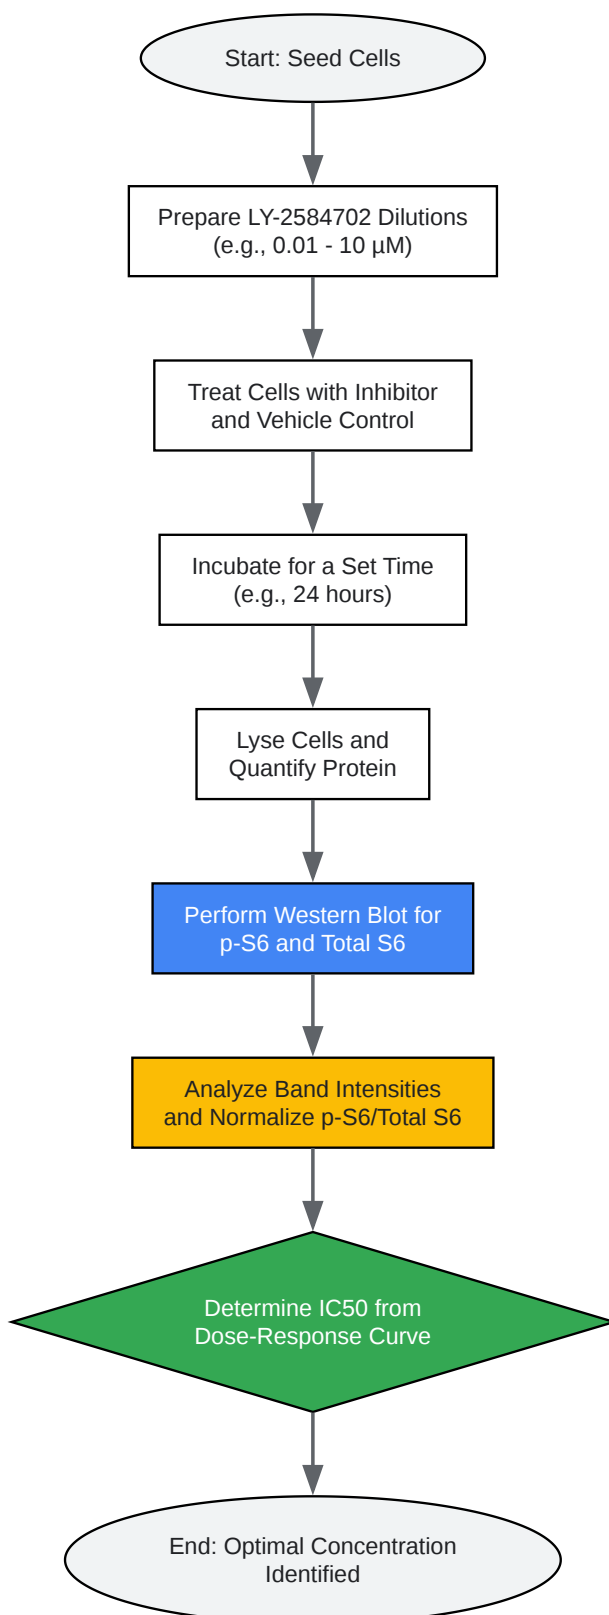 Start: Seed Cells
Prepare LY-2584702 Dilutions
(e.g., 0.01 - 10 µM)
Treat Cells with Inhibitor
and Vehicle Control
Incubate for a Set Time
(e.g., 24 hours)
Lyse Cells and
Quantify Protein
Perform Western Blot for
p-S6 and Total S6
Analyze Band Intensities
and Normalize p-S6/Total S6
Determine IC50 from
Dose-Response Curve
End: Optimal Concentration
Identified